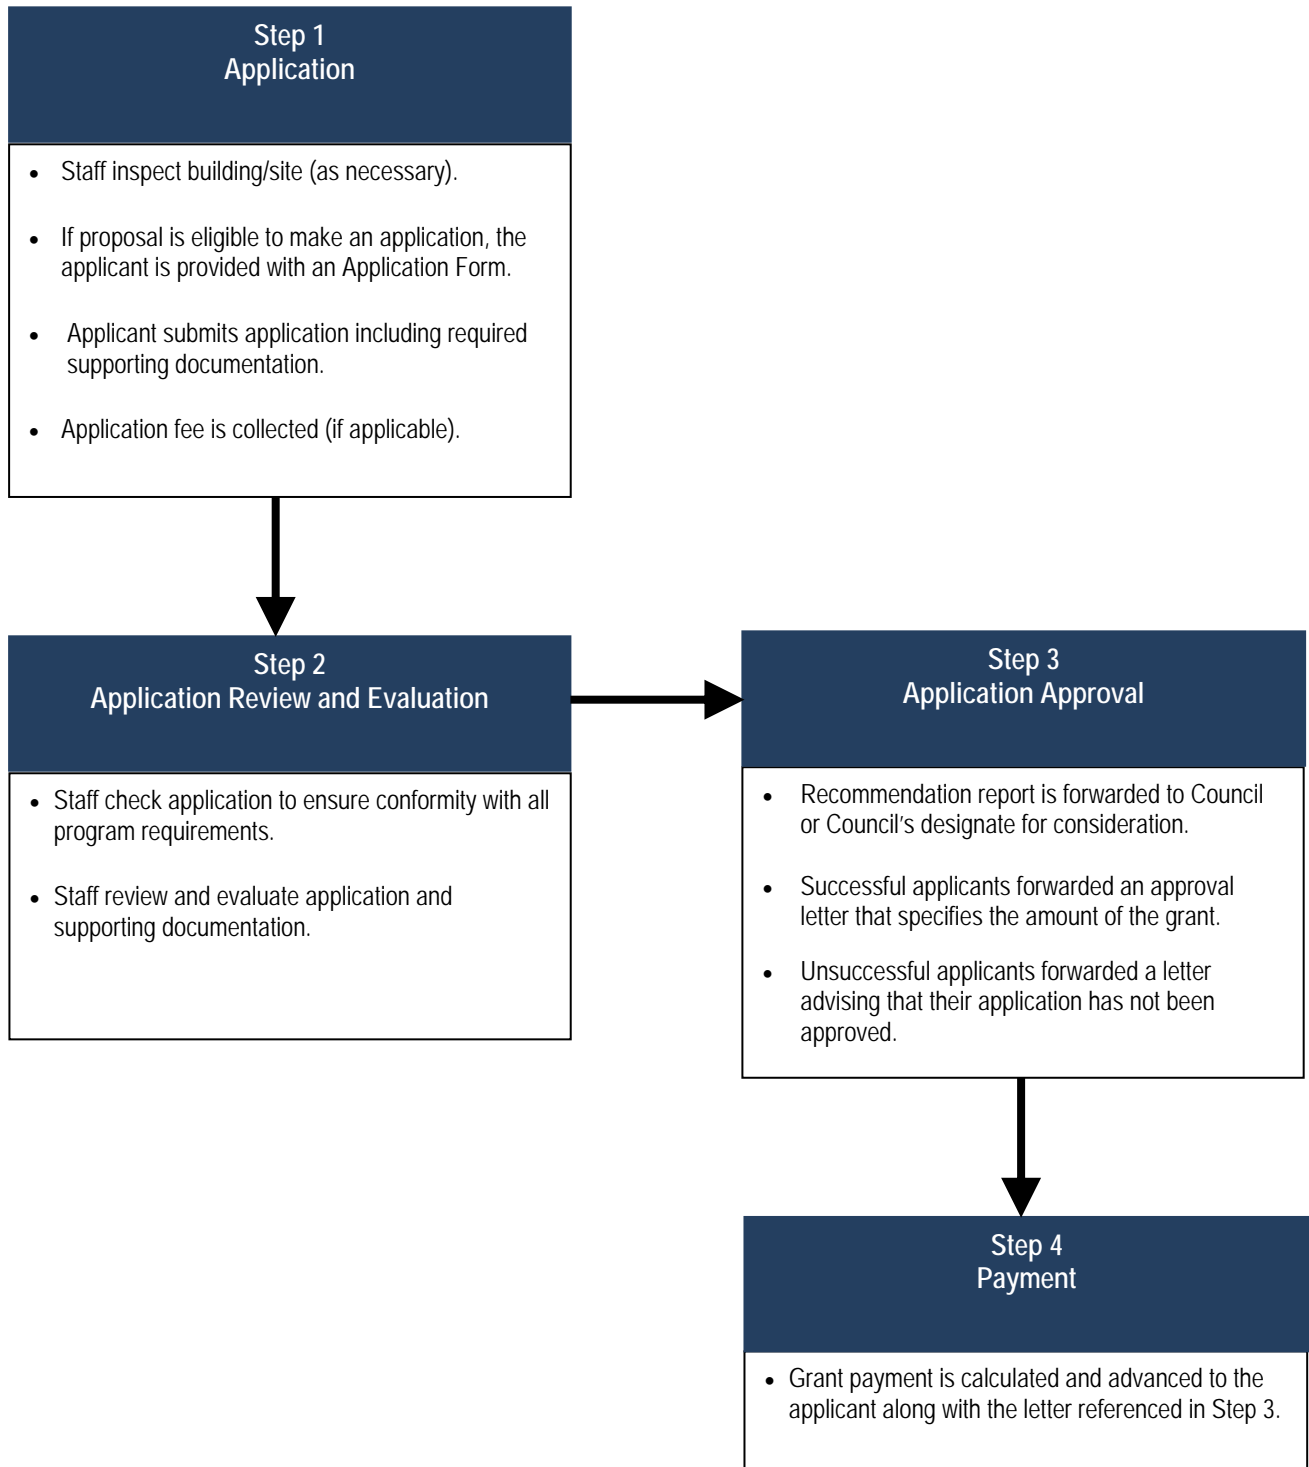 Step 1
Application
• Staff inspect building/site (as necessary).
• If proposal is eligible to make an application, the
applicant is provided with an Application Form.
• Applicant submits application including required
supporting documentation.
• Application fee is collected (if applicable).
Step 2
Application Review and Evaluation
• Staff check application to ensure conformity with all
program requirements.
• Staff review and evaluate application and
supporting documentation.
Step 3
Application Approval
• Recommendation report is forwarded to Council
or Council’s designate for consideration.
• Successful applicants forwarded an approval
letter that specifies the amount of the grant.
• Unsuccessful applicants forwarded a letter
advising that their application has not been
approved.
Step 4
Payment
• Grant payment is calculated and advanced to the
applicant along with the letter referenced in Step 3.